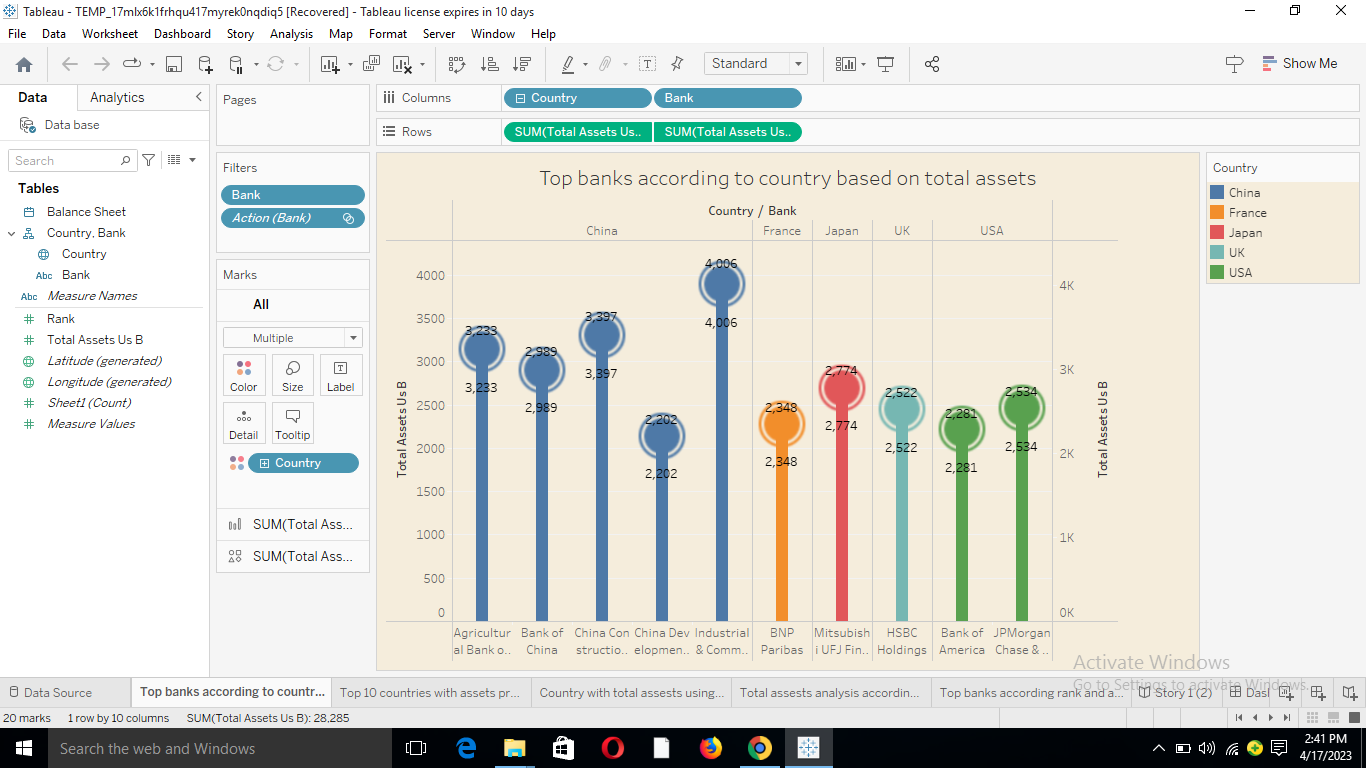 Tableau - TEMP_17mlx6k1frhqu417myrek0nqdiq5 [Recovered] - Tableau license expires in 10 days
File Data Worksheet Dashboard Story Analysis Map Format Server Window Help
Standard
Show Me
Data Analytics
Data base
Search
Tables
Balance Sheet
Country, Bank
Country
Abc Bank
Abc Measure Names
Rank
Total Assets Us B
Latitude (generated)
Longitude (generated)
Sheet1 (Count)
Measure Values
Pages
Filters
Bank
Action (Bank)
Marks
All
Multiple
Color Size Label
Detail Tooltip
Country
SUM(Total Ass...
SUM(Total Ass...
Columns Country Bank
Rows SUM(Total Assets Us.. SUM(Total Assets Us..
Top banks according to country based on total assets
Country / Bank
China France Japan UK USA
Total Assets Us B
4000
3500
3000
2500
2000
1500
1000
500
0
3,233
3,233
2,989
2,989
3,397
3,397
2,202
2,202
4,006
4,006
2,348
2,348
2,774
2,774
2,522
2,522
2,281
2,281
2,534
2,534
4K
3K
2K
1K
0K
Total Assets Us B
Agricultur al Bank o..
Bank of China
China Con structio..
China Dev elopmen..
Industrial & Comm..
BNP Paribas
Mitsubish i UFJ Fin..
HSBC Holdings
Bank of America
JPMorgan Chase & ..
Country
China
France
Japan
UK
USA
Activate Windows
Go to Settings to activate Windows.
Data Source Top banks according to countr... Top 10 countries with assets pr... Country with total assests using... Total assests analysis accordin... Top banks according rank and a... Story 1 (2) Dasl
20 marks 1 row by 10 columns SUM(Total Assets Us B): 28,285
Search the web and Windows
2:41 PM
4/17/2023